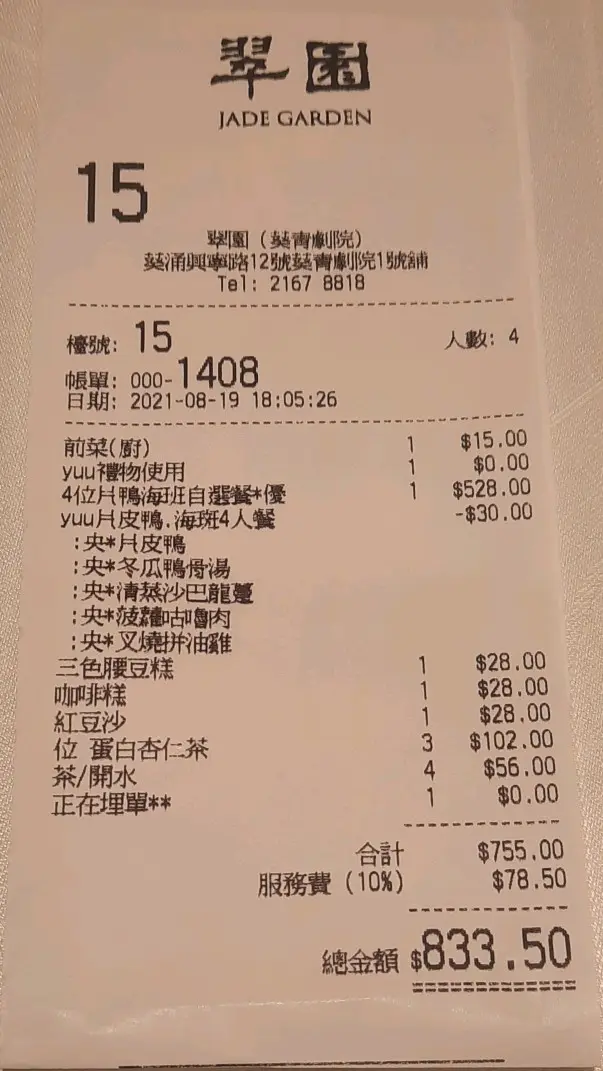 翠園
JADE GARDEN
15
翠園（葵青劇院）
葵涌興寧路12號葵青劇院1號舖
Tel: 2167 8818
檯號: 15 人數: 4
帳單: 000-1408
日期: 2021-08-19 18:05:26
前菜(廚) 1 $15.00
yuu禮物使用 1 $0.00
4位片鴨海班自選餐*優 1 $528.00
yuu片皮鴨.海斑4人餐 -$30.00
:央*片皮鴨
:央*冬瓜鴨骨湯
:央*清蒸沙巴龍躉
:央*菠蘿咕嚕肉
:央*叉燒拼油雞
三色腰豆糕 1 $28.00
咖啡糕 1 $28.00
紅豆沙 1 $28.00
位 蛋白杏仁茶 3 $102.00
茶/開水 4 $56.00
正在埋單** 1 $0.00
合計 $755.00
服務費 (10%) $78.50
總金額 $833.50